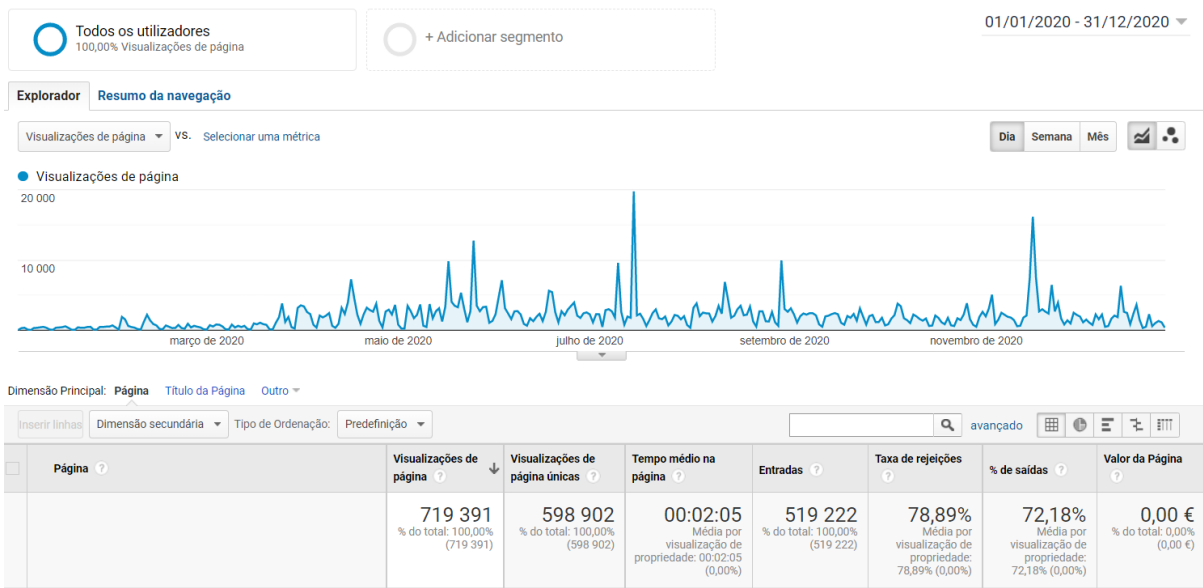 Todos os utilizadores
100,00% Visualizações de página
+ Adicionar segmento
01/01/2020 - 31/12/2020
Explorador
Resumo da navegação
Visualizações de página
VS.
Selecionar uma métrica
Dia
Semana
Mês
Visualizações de página
20 000
10 000
março de 2020
maio de 2020
julho de 2020
setembro de 2020
novembro de 2020
Dimensão Principal:
Página
Título da Página
Outro
Inserir linhas
Dimensão secundária
Tipo de Ordenação:
Predefinição
avançado
Página ?
Visualizações de
página ?
Visualizações de
página únicas ?
Tempo médio na
página ?
Entradas ?
Taxa de rejeições
?
% de saídas ?
Valor da Página
?
719 391
% do total: 100,00%
(719 391)
598 902
% do total: 100,00%
(598 902)
00:02:05
Média por
visualização de
propriedade: 00:02:05
(0,00%)
519 222
% do total: 100,00%
(519 222)
78,89%
Média por
visualização de
propriedade:
78,89% (0,00%)
72,18%
Média por
visualização de
propriedade:
72,18% (0,00%)
0,00 €
% do total: 0,00%
(0,00 €)